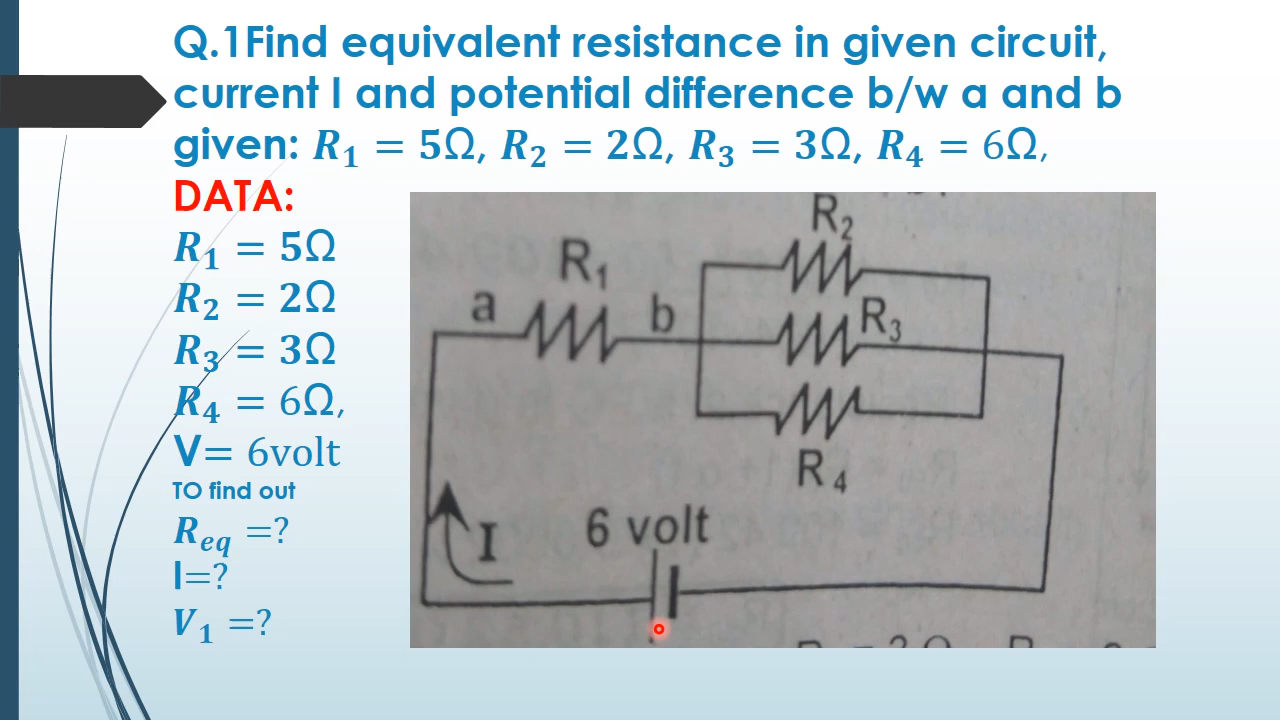 Q.1Find equivalent resistance in given circuit,
current I and potential difference b/w a and b
given: R₁ = 5Ω, R₂ = 2Ω, R₃ = 3Ω, R₄ = 6Ω,
DATA:
R₁ = 5Ω
R₂ = 2Ω
R₃ = 3Ω
R₄ = 6Ω,
V= 6volt
TO find out
R_eq =?
I=?
V₁ =?
R₂
R₁
a
b
R₃
R₄
6 volt
I